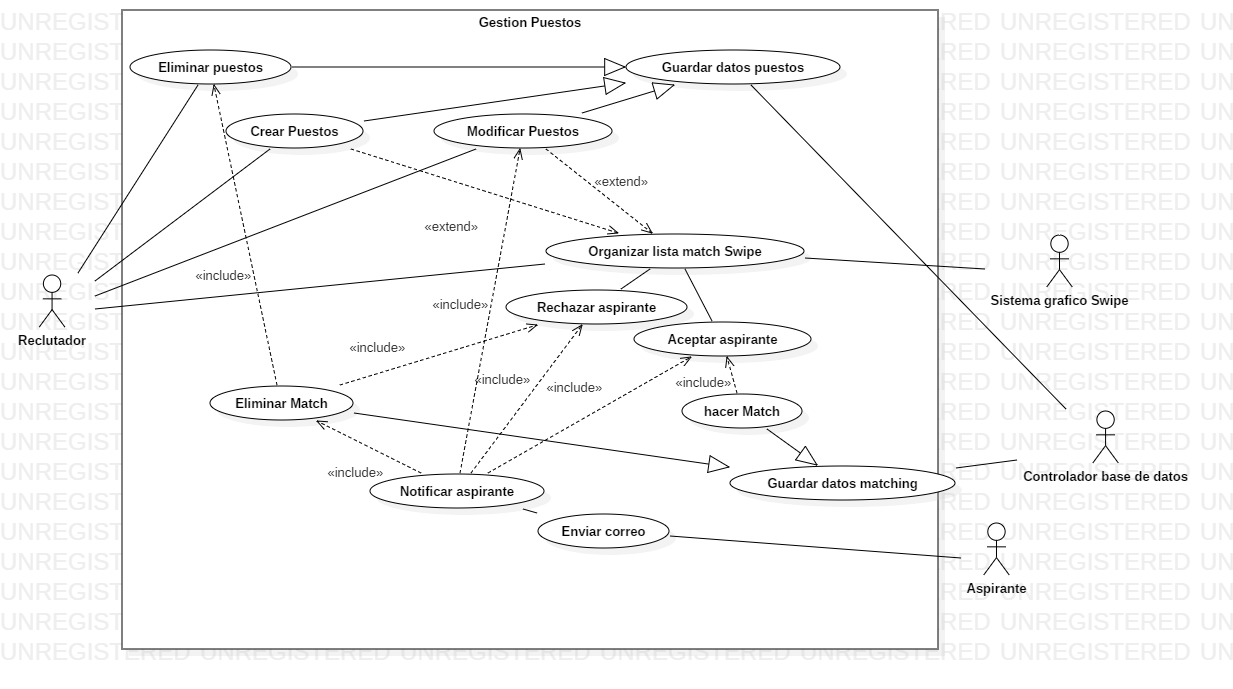 Gestion Puestos
Eliminar puestos
Guardar datos puestos
Crear Puestos
Modificar Puestos
«extend»
«extend»
Organizar lista match Swipe
«include»
Sistema grafico Swipe
«include»
Rechazar aspirante
Reclutador
Aceptar aspirante
«include»
«include»
«include»
«include»
Eliminar Match
hacer Match
«include»
Controlador base de datos
Guardar datos matching
Notificar aspirante
Enviar correo
Aspirante
UNREGISTERED UNREGISTERED UNREGISTERED UNREGISTERED UNREGISTERED UNREGISTERED UN